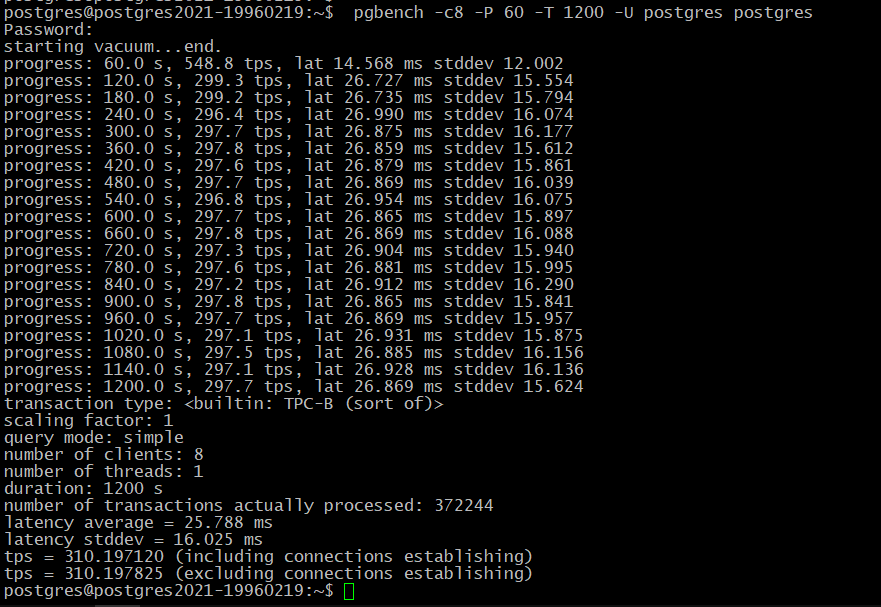 postgres@postgres2021-19960219:~$  pgbench -c8 -P 60 -T 1200 -U postgres postgres
Password:
starting vacuum...end.
progress: 60.0 s, 548.8 tps, lat 14.568 ms stddev 12.002
progress: 120.0 s, 299.3 tps, lat 26.727 ms stddev 15.554
progress: 180.0 s, 299.2 tps, lat 26.735 ms stddev 15.794
progress: 240.0 s, 296.4 tps, lat 26.990 ms stddev 16.074
progress: 300.0 s, 297.7 tps, lat 26.875 ms stddev 16.177
progress: 360.0 s, 297.8 tps, lat 26.859 ms stddev 15.612
progress: 420.0 s, 297.6 tps, lat 26.879 ms stddev 15.861
progress: 480.0 s, 297.7 tps, lat 26.869 ms stddev 16.039
progress: 540.0 s, 296.8 tps, lat 26.954 ms stddev 16.075
progress: 600.0 s, 297.7 tps, lat 26.865 ms stddev 15.897
progress: 660.0 s, 297.8 tps, lat 26.869 ms stddev 16.088
progress: 720.0 s, 297.3 tps, lat 26.904 ms stddev 15.940
progress: 780.0 s, 297.6 tps, lat 26.881 ms stddev 15.995
progress: 840.0 s, 297.2 tps, lat 26.912 ms stddev 16.290
progress: 900.0 s, 297.8 tps, lat 26.865 ms stddev 15.841
progress: 960.0 s, 297.7 tps, lat 26.869 ms stddev 15.957
progress: 1020.0 s, 297.1 tps, lat 26.931 ms stddev 15.875
progress: 1080.0 s, 297.5 tps, lat 26.885 ms stddev 16.156
progress: 1140.0 s, 297.1 tps, lat 26.928 ms stddev 16.136
progress: 1200.0 s, 297.7 tps, lat 26.869 ms stddev 15.624
transaction type: <builtin: TPC-B (sort of)>
scaling factor: 1
query mode: simple
number of clients: 8
number of threads: 1
duration: 1200 s
number of transactions actually processed: 372244
latency average = 25.788 ms
latency stddev = 16.025 ms
tps = 310.197120 (including connections establishing)
tps = 310.197825 (excluding connections establishing)
postgres@postgres2021-19960219:~$